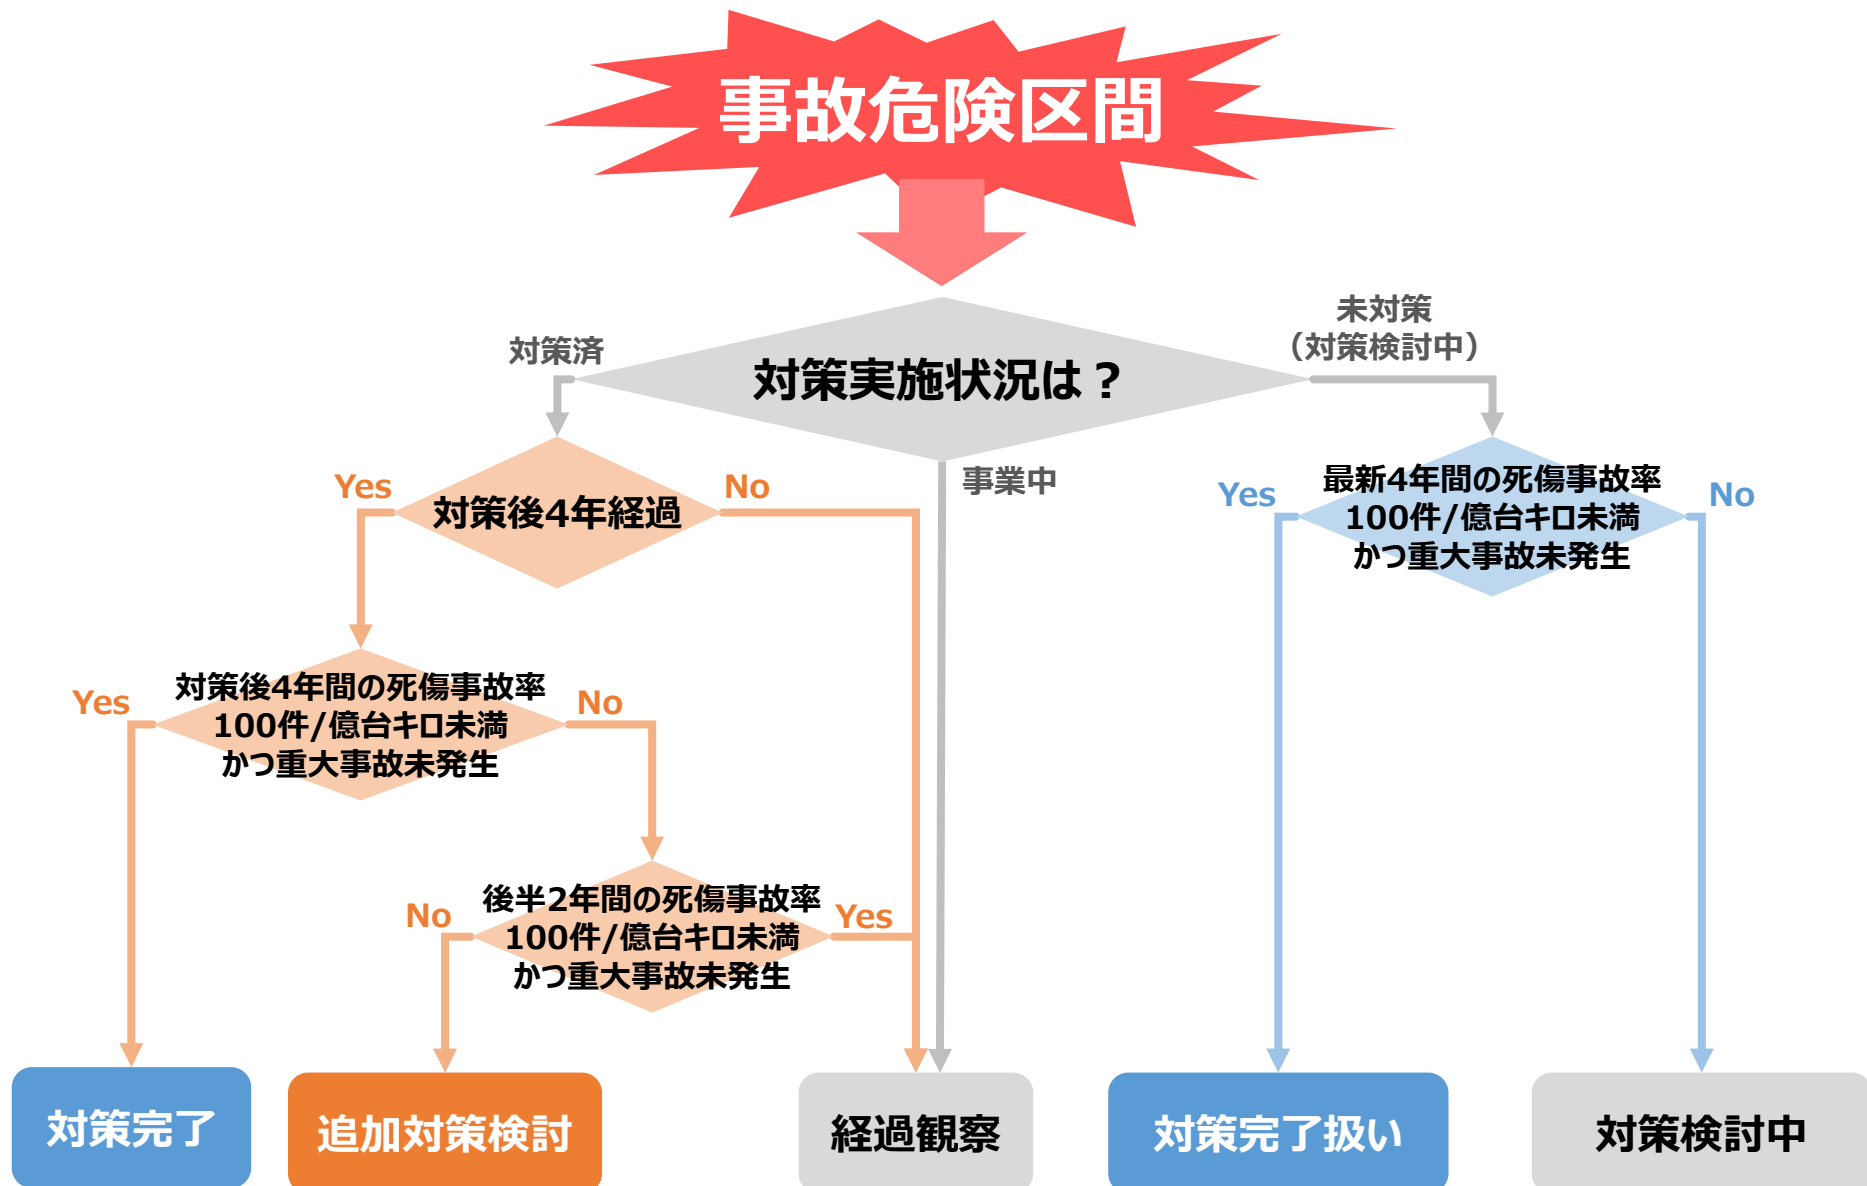 事故危険区間
対策実施状況は？
対策済
未対策
（対策検討中）
事業中
Yes
対策後4年経過
No
Yes
最新4年間の死傷事故率
100件/億台キロ未満
かつ重大事故未発生
No
Yes
対策後4年間の死傷事故率
100件/億台キロ未満
かつ重大事故未発生
No
No
後半2年間の死傷事故率
100件/億台キロ未満
かつ重大事故未発生
Yes
対策完了
追加対策検討
経過観察
対策完了扱い
対策検討中